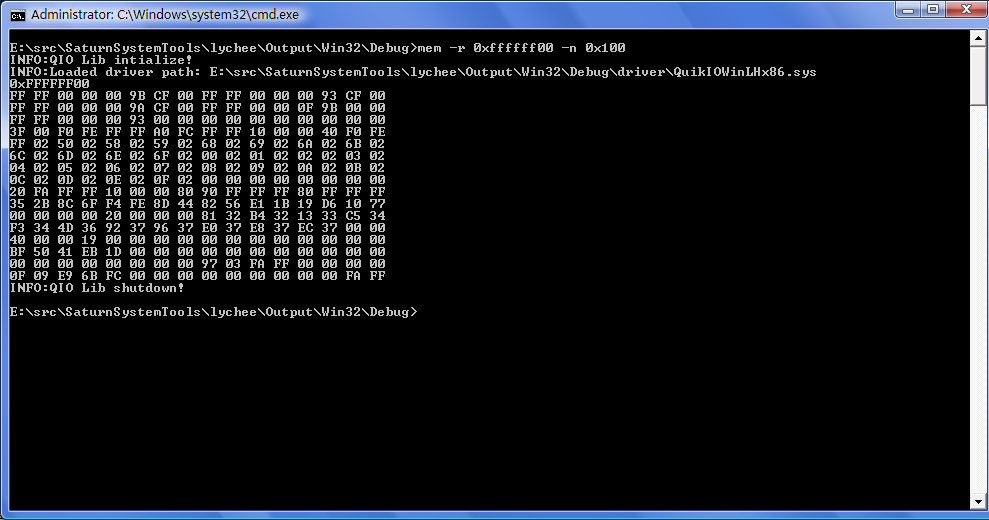 Administrator: C:\Windows\system32\cmd.exe
E:\src\SaturnSystemTools\lychee\Output\Win32\Debug>mem -r 0xffffff00 -n 0x100
INFO:QIO Lib intialize!
INFO:Loaded driver path: E:\src\SaturnSystemTools\lychee\Output\Win32\Debug\driver\QuikIOWinLHx86.sys
0xFFFFFF00
FF FF 00 00 00 9B CF 00 FF FF 00 00 00 93 CF 00
FF FF 00 00 00 9A CF 00 FF FF 00 00 0F 9B 00 00
FF FF 00 00 00 93 00 00 00 00 00 00 00 00 00 00
3F 00 F0 FE FF FF A0 FC FF FF 10 00 00 40 F0 FE
FF 02 50 02 58 02 59 02 68 02 69 02 6A 02 6B 02
6C 02 6D 02 6E 02 6F 02 00 02 01 02 02 02 03 02
04 02 05 02 06 02 07 02 08 02 09 02 0A 02 0B 02
0C 02 0D 02 0E 02 0F 02 00 00 00 00 00 00 00 00
20 FA FF FF 10 00 00 80 90 FF FF FF 80 FF FF FF
35 2B 8C 6F F4 FE 8D 44 82 56 E1 1B 19 D6 10 77
00 00 00 00 20 00 00 00 81 32 B4 32 13 33 C5 34
F3 34 4D 36 92 37 96 37 E0 37 E8 37 EC 37 00 00
40 00 00 19 00 00 00 00 00 00 00 00 00 00 00 00
BF 50 41 EB 1D 00 00 00 00 00 00 00 00 00 00 00
00 00 00 00 00 00 00 00 97 03 FA FF 00 00 00 00
0F 09 E9 6B FC 00 00 00 00 00 00 00 00 00 FA FF
INFO:QIO Lib shutdown!
E:\src\SaturnSystemTools\lychee\Output\Win32\Debug>